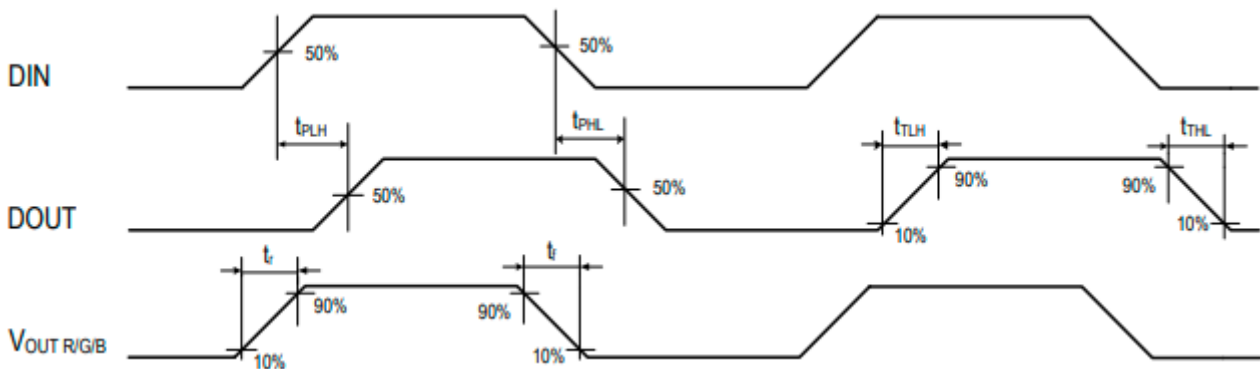 50%
50%
DIN
tPLH
tPHL
tTLH
tTHL
50%
50%
90%
90%
DOUT
10%
10%
tr
tf
90%
90%
VOUT R/G/B
10%
10%